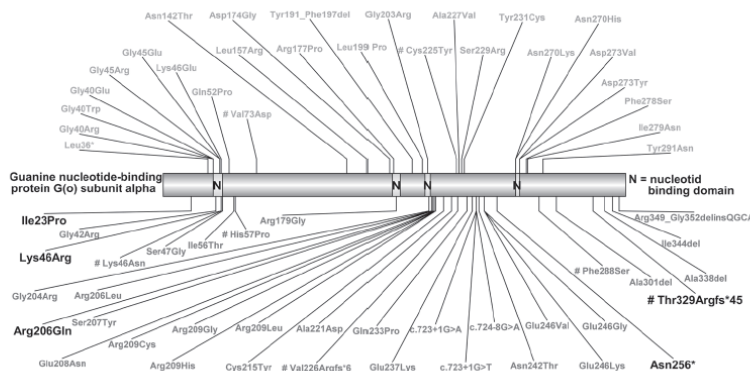 Asn142Thr
Asp174Gly
Tyr191_Phe197del
Gly203Arg
Ala227Val
Tyr231Cys
Asn270His
Leu157Arg
Arg177Pro
Leu199 Pro
# Cys225Tyr
Ser229Arg
Asn270Lys
Asp273Val
Gly45Glu
Lys46Glu
Gly45Arg
Gln52Pro
Asp273Tyr
Gly40Glu
Phe278Ser
Gly40Trp
# Val73Asp
Gly40Arg
Ile279Asn
Leu36*
Tyr291Asn
Guanine nucleotide-binding
protein G(o) subunit alpha
N N N N
N = nucleotid
binding domain
Ile23Pro
Gly42Arg
Lys46Arg
# Lys46Asn
Ser47Gly
Ile56Thr
# His57Pro
Arg179Gly
Arg349_Gly352delinsQGCA
Ile344del
Ala338del
# Phe288Ser
Ala301del
# Thr329Argfs*45
Gly204Arg
Arg206Leu
Arg206Gln
Ser207Tyr
Glu208Asn
Arg209Cys
Arg209Gly
Arg209His
Arg209Leu
Cys215Tyr
Ala221Asp
# Val226Argfs*6
Gln233Pro
Glu237Lys
c.723+1G>A
c.723+1G>T
c.724-8G>A
Asn242Thr
Glu246Val
Glu246Lys
Glu246Gly
Asn256*